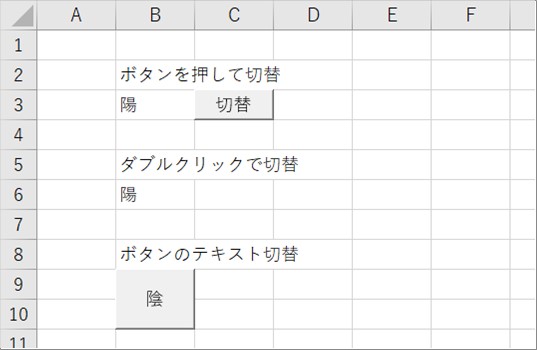 A B C D E F
1
2 ボタンを押して切替
3 陽 切替
4
5 ダブルクリックで切替
6 陽
7
8 ボタンのテキスト切替
9
陰
10
11